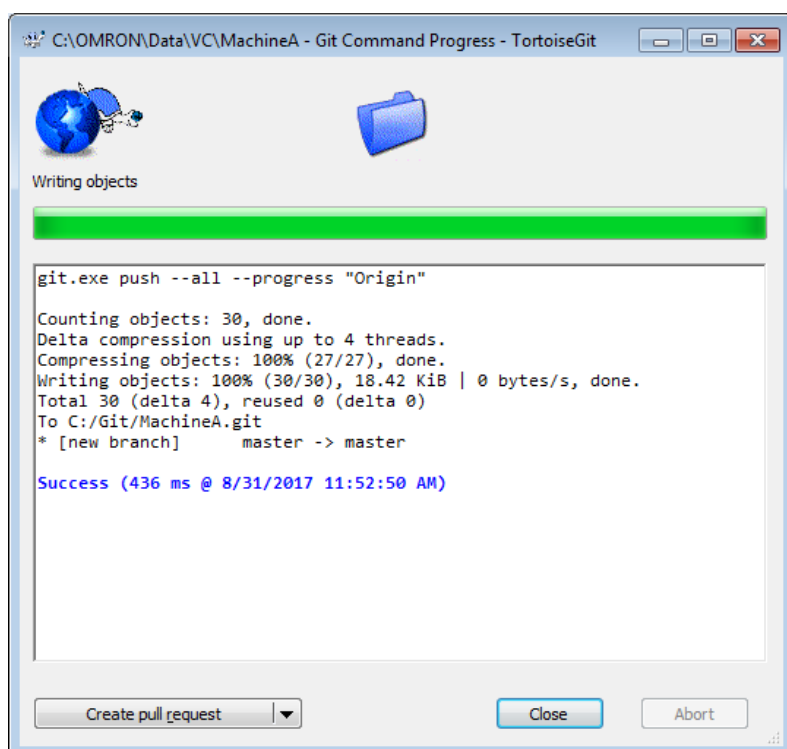 C:\OMRON\Data\VC\MachineA - Git Command Progress - TortoiseGit
Writing objects
git.exe push --all --progress "Origin"
Counting objects: 30, done.
Delta compression using up to 4 threads.
Compressing objects: 100% (27/27), done.
Writing objects: 100% (30/30), 18.42 KiB | 0 bytes/s, done.
Total 30 (delta 4), reused 0 (delta 0)
To C:/Git/MachineA.git
* [new branch]      master -> master
Success (436 ms @ 8/31/2017 11:52:50 AM)
Create pull request
Close
Abort